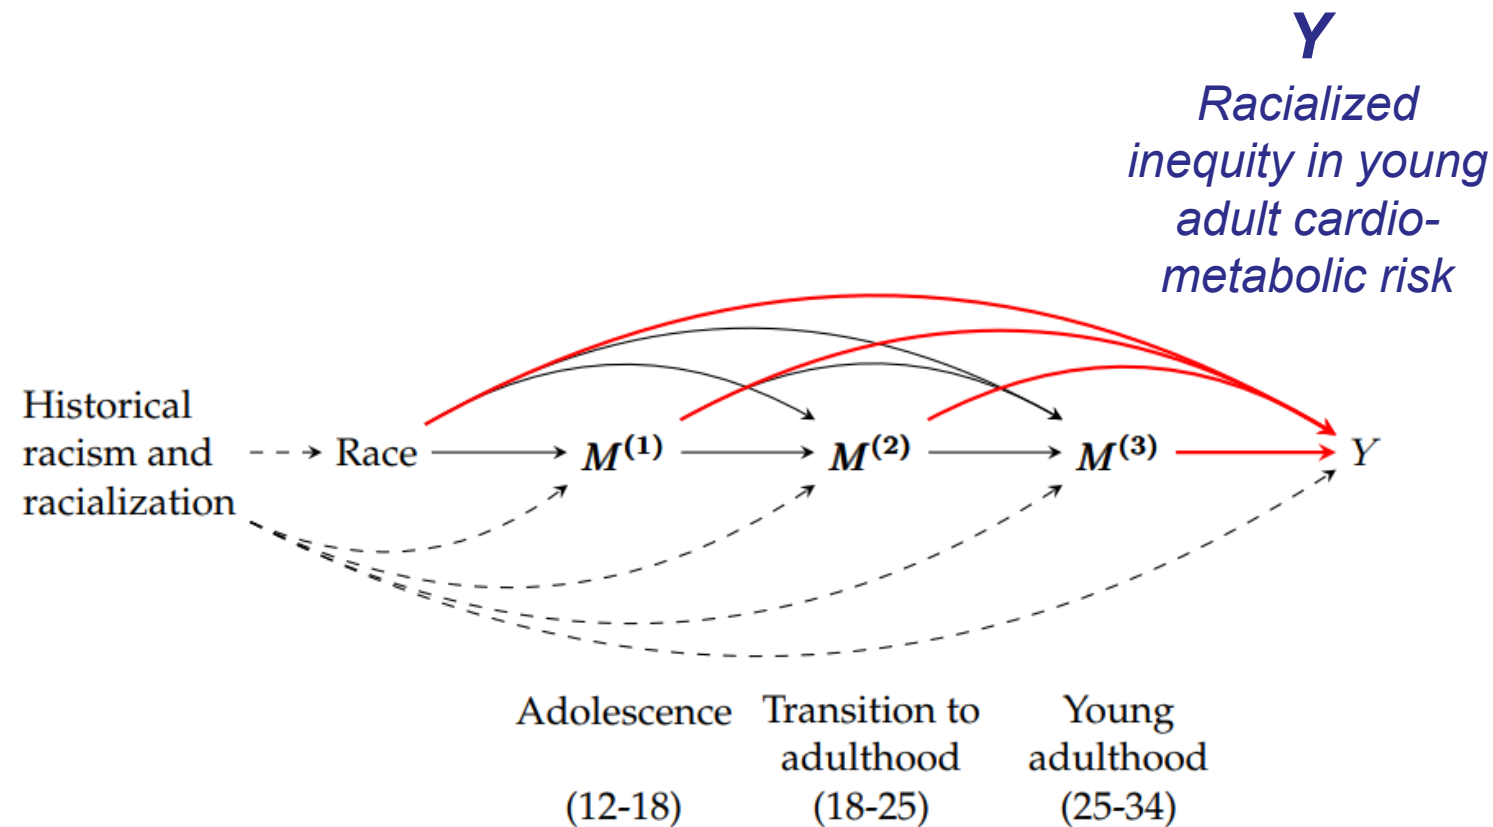 Y
Racialized
inequity in young
adult cardio-
metabolic risk
Historical
racism and
racialization
Race
M(1)
M(2)
M(3)
Y
Adolescence
(12-18)
Transition to
adulthood
(18-25)
Young
adulthood
(25-34)